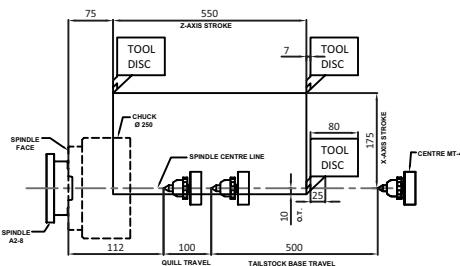 75
550
Z-AXIS STROKE
TOOL
DISC
7
TOOL
DISC
CHUCK
Ø 250
80
175
X-AXIS STROKE
SPINDLE
FACE
SPINDLE CENTRE LINE
TOOL
DISC
CENTRE MT-
25
10
O.T.
SPINDLE
A2-8
112
100
500
QUILL TRAVEL
TAILSTOCK BASE TRAVEL